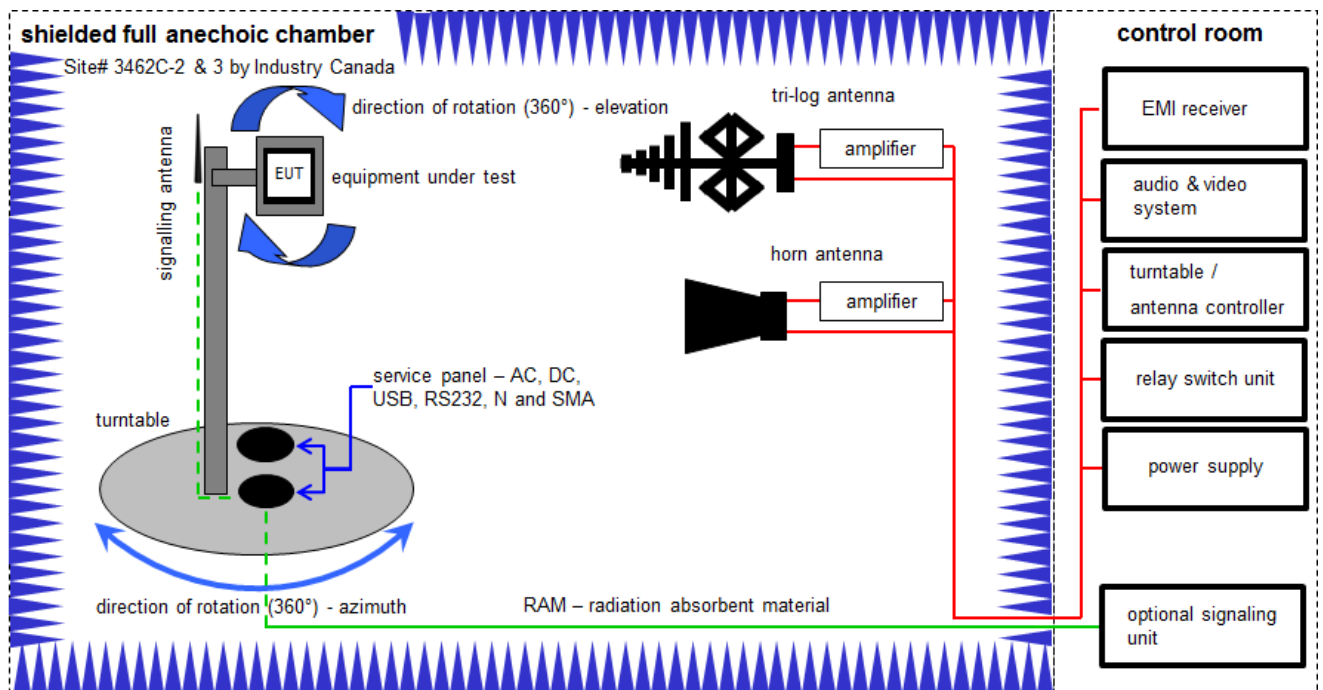 shielded full anechoic chamber
Site# 3462C-2 & 3 by Industry Canada
direction of rotation (360°) - elevation
signalling antenna
EUT
equipment under test
tri-log antenna
amplifier
horn antenna
amplifier
service panel – AC, DC,
USB, RS232, N and SMA
turntable
direction of rotation (360°) - azimuth
RAM – radiation absorbent material
control room
EMI receiver
audio & video
system
turntable /
antenna controller
relay switch unit
power supply
optional signaling
unit